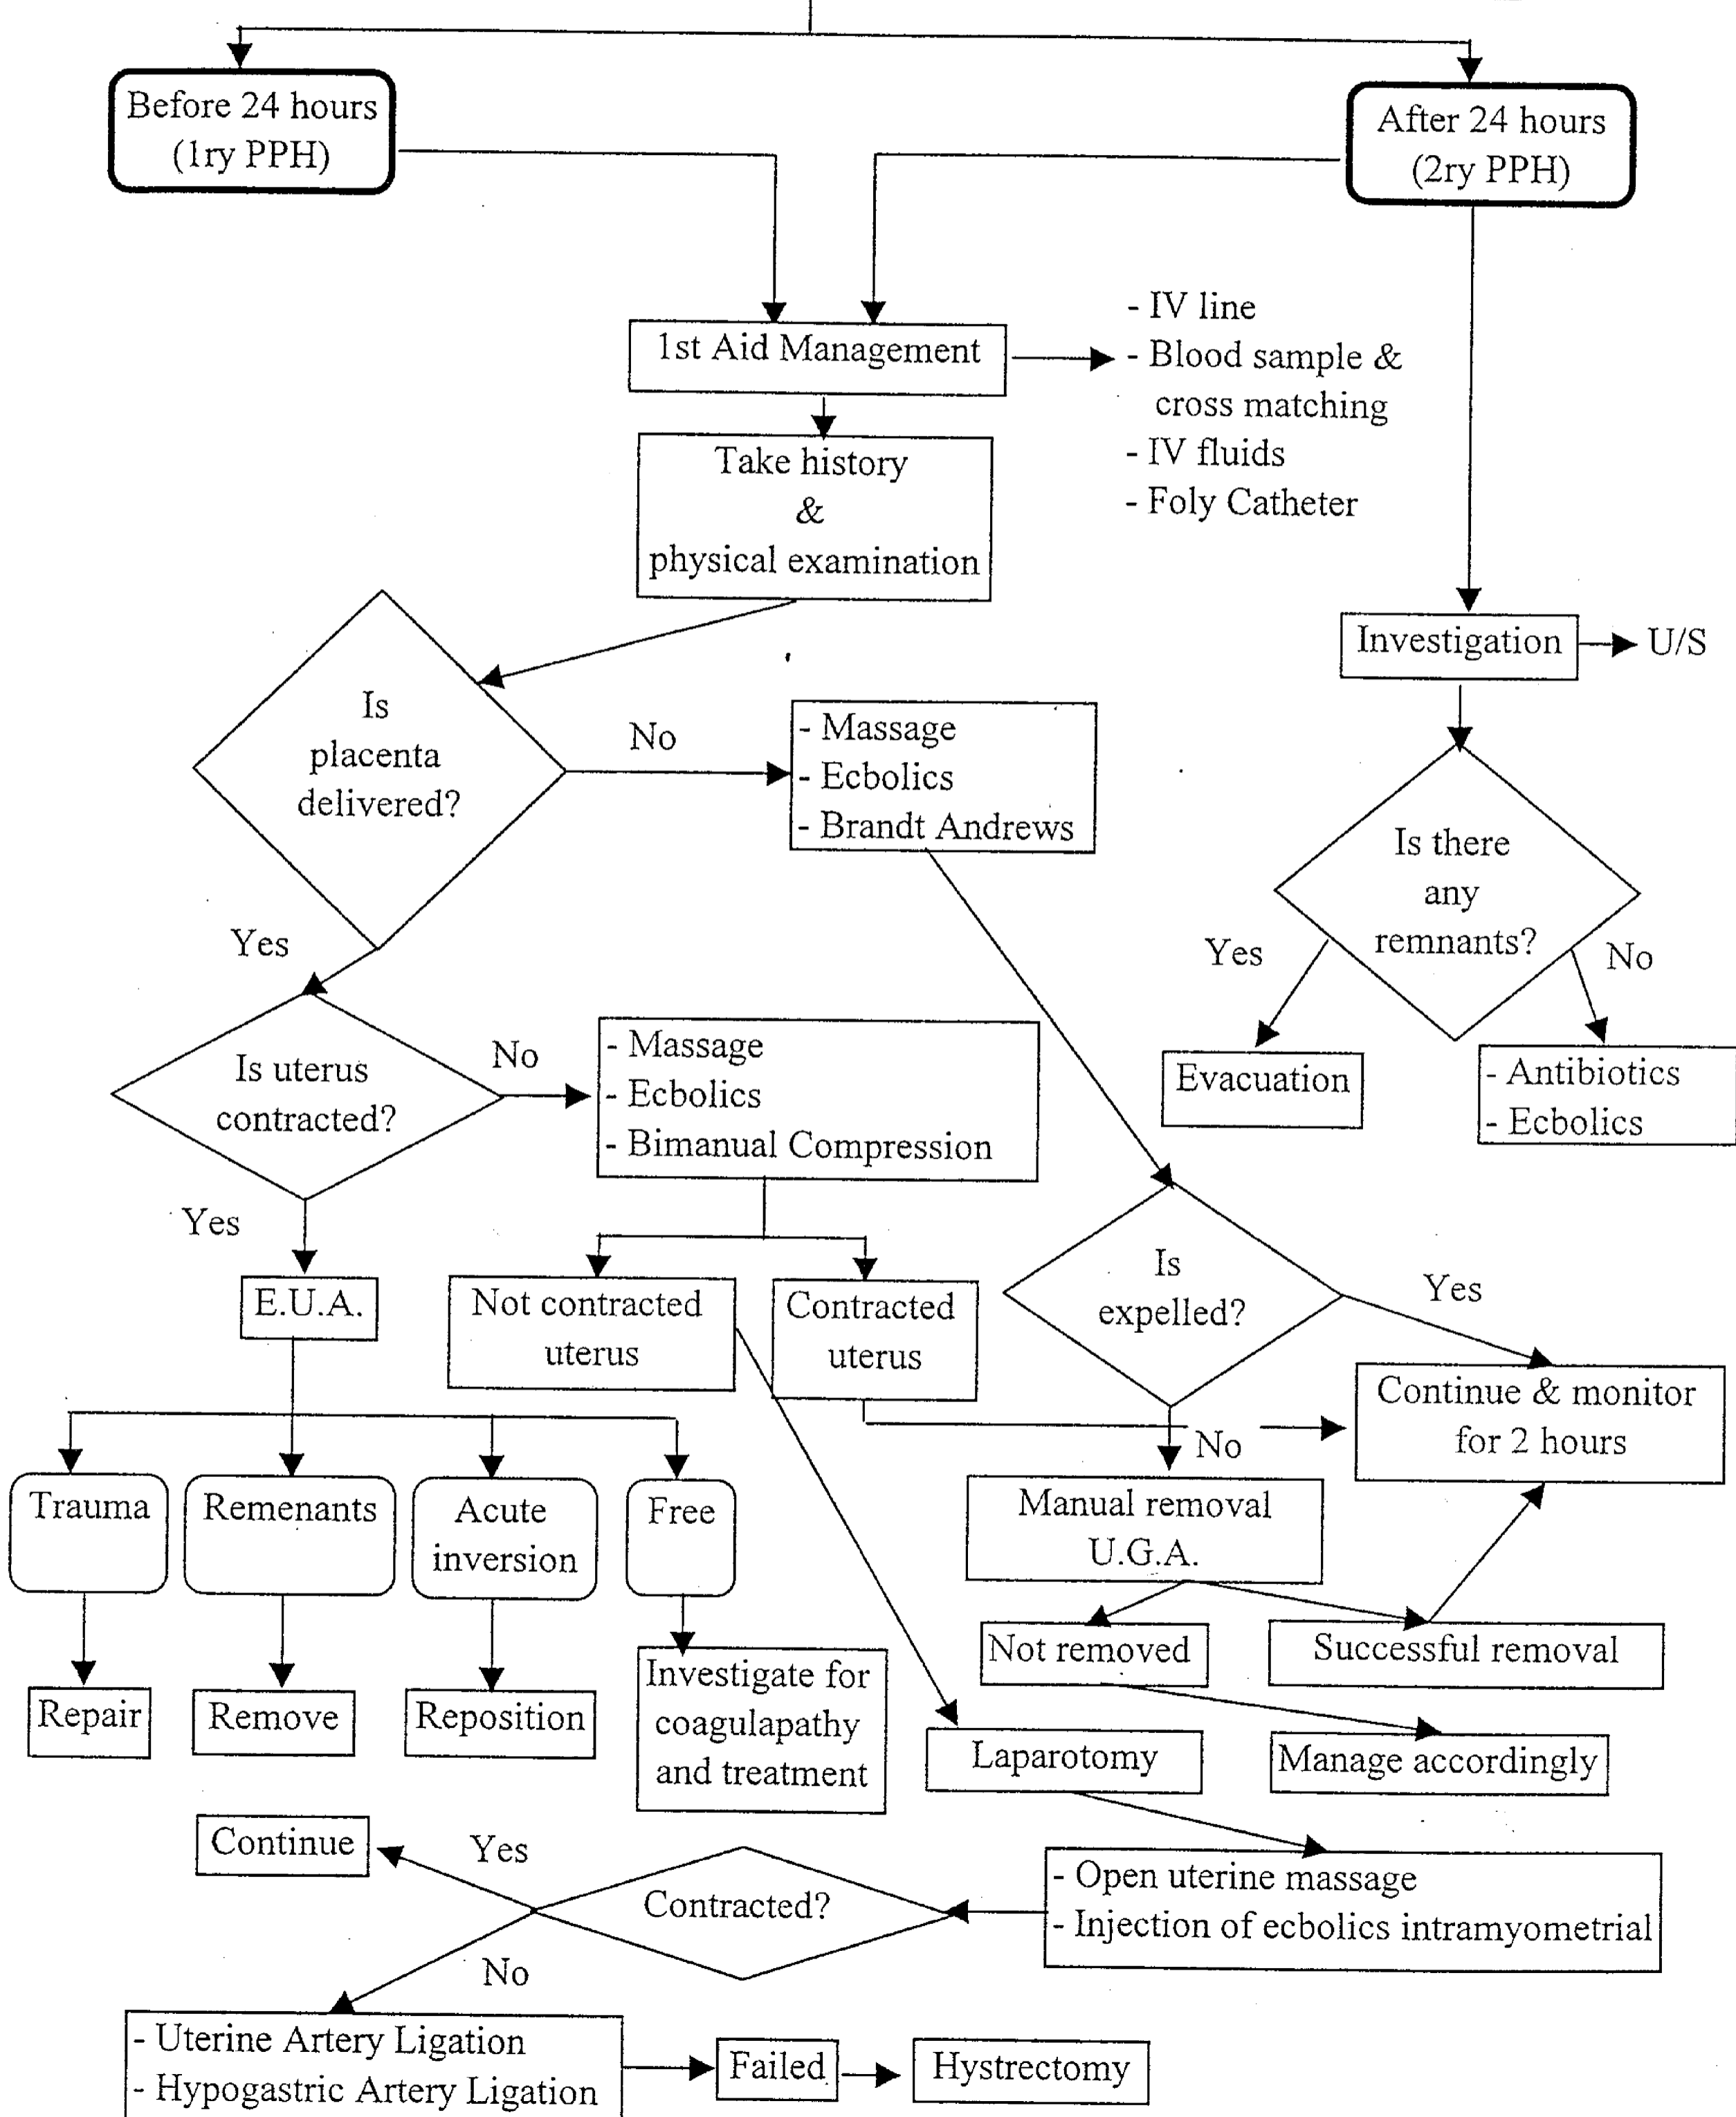 Before 24 hours
(1ry PPH)
After 24 hours
(2ry PPH)
1st Aid Management
- IV line
- Blood sample &
cross matching
- IV fluids
- Foly Catheter
Take history
&
physical examination
Investigation
U/S
Is
placenta
delivered?
No
- Massage
- Ecbolics
- Brandt Andrews
Is there
any
remnants?
Yes
No
Evacuation
- Antibiotics
- Ecbolics
Yes
Is uterus
contracted?
No
- Massage
- Ecbolics
- Bimanual Compression
Yes
E.U.A.
Not contracted
uterus
Contracted
uterus
Is
expelled?
Yes
Continue & monitor
for 2 hours
No
Manual removal
U.G.A.
Trauma
Remenants
Acute
inversion
Free
Not removed
Successful removal
Repair
Remove
Reposition
Investigate for
coagulapathy
and treatment
Laparotomy
Manage accordingly
Continue
Yes
Contracted?
- Open uterine massage
- Injection of ecbolics intramyometrial
No
- Uterine Artery Ligation
- Hypogastric Artery Ligation
Failed
Hystrectomy